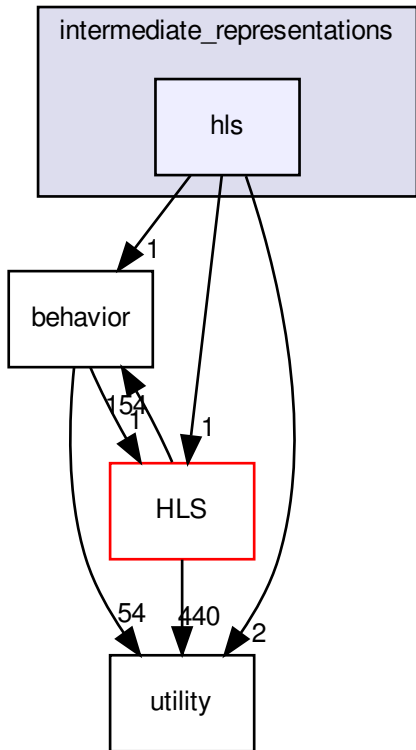 intermediate_representations
hls
1
behavior
154
1
1
HLS
54
440
2
utility